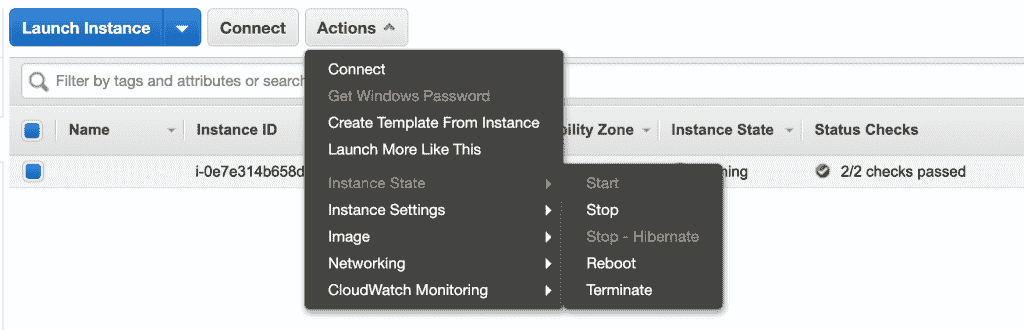 Launch Instance Connect Actions
Connect
Filter by tags and attributes or search
Get Windows Password
Create Template From Instance
Name Instance ID Zone Instance State Status Checks
Launch More Like This
i-0e7e314b658d 2/2 checks passed
Instance State
Start
Instance Settings
Stop
Image
Stop - Hibernate
Networking
Reboot
CloudWatch Monitoring
Terminate